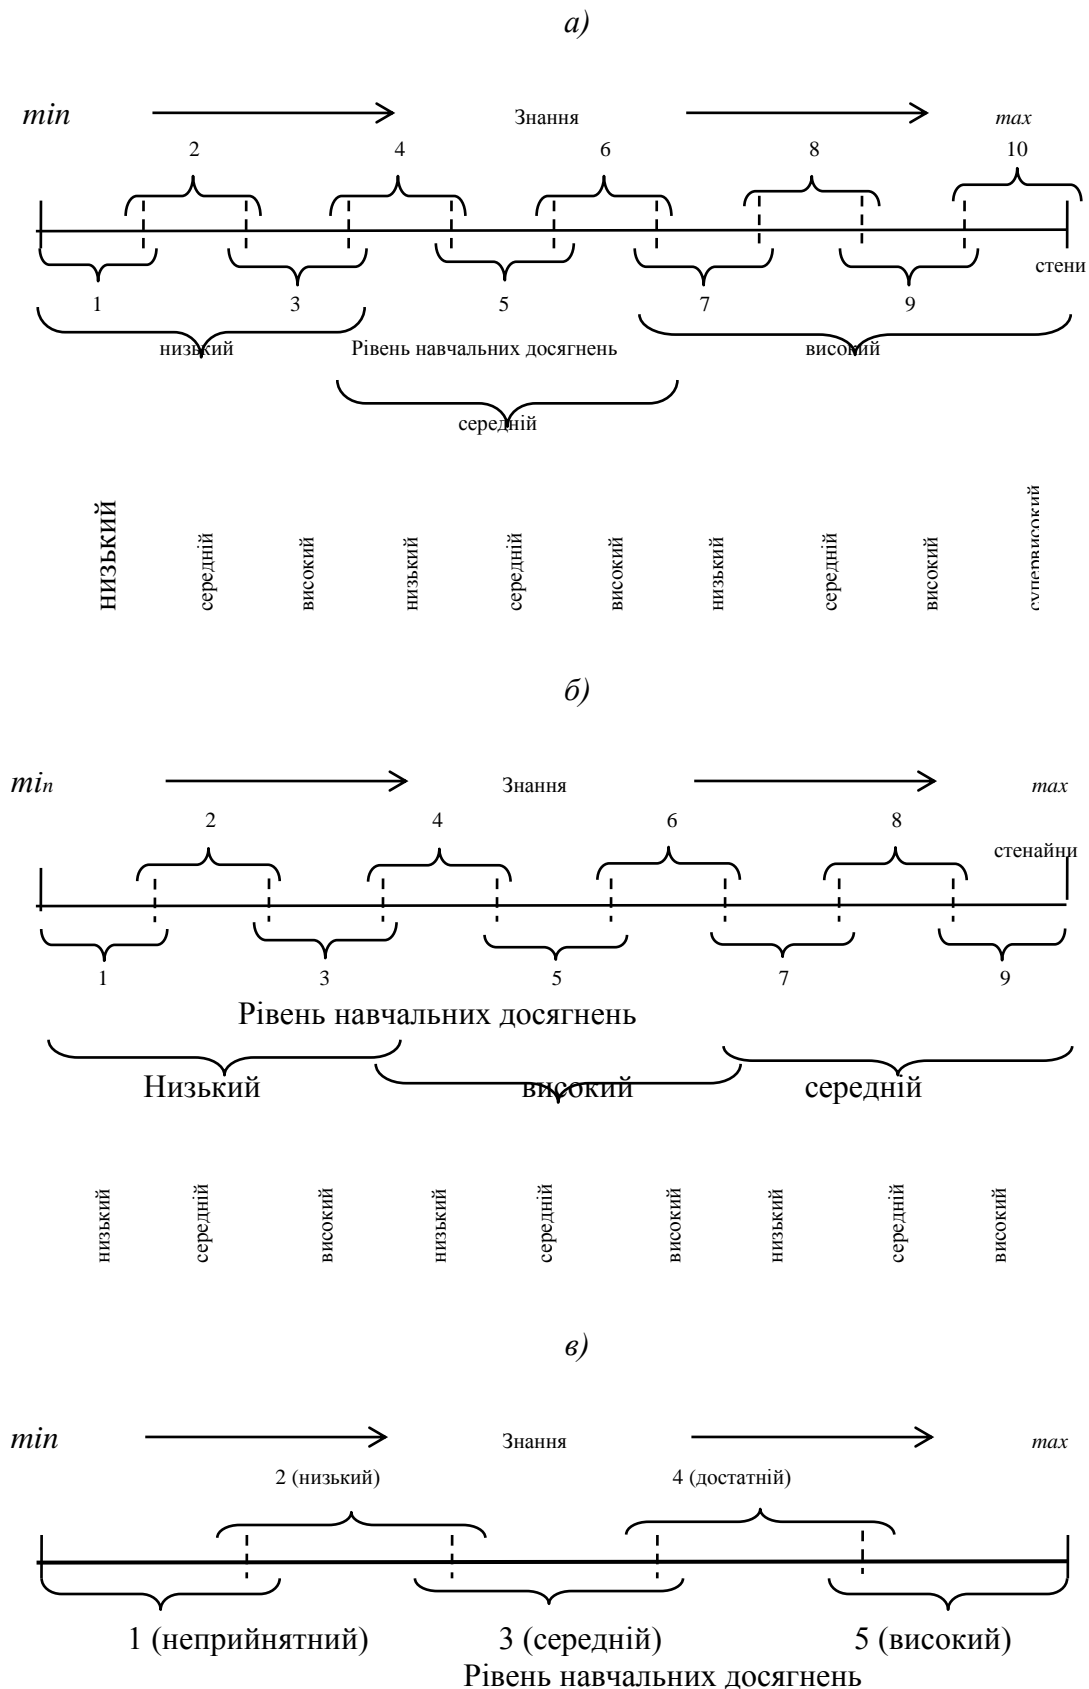 а)
min Знання max
2 4 6 8 10
стени
1 3 5 7 9
низький Рівень навчальних досягнень високий
середній
низький середній високий низький середній високий низький середній високий супервисокий
б)
min Знання max
2 4 6 8
стенайни
1 3 5 7 9
Рівень навчальних досягнень
Низький високий середній
низький середній високий низький середній високий низький середній високий
в)
min Знання max
2 (низький) 4 (достатній)
1 (неприйнятний) 3 (середній) 5 (високий)
Рівень навчальних досягнень